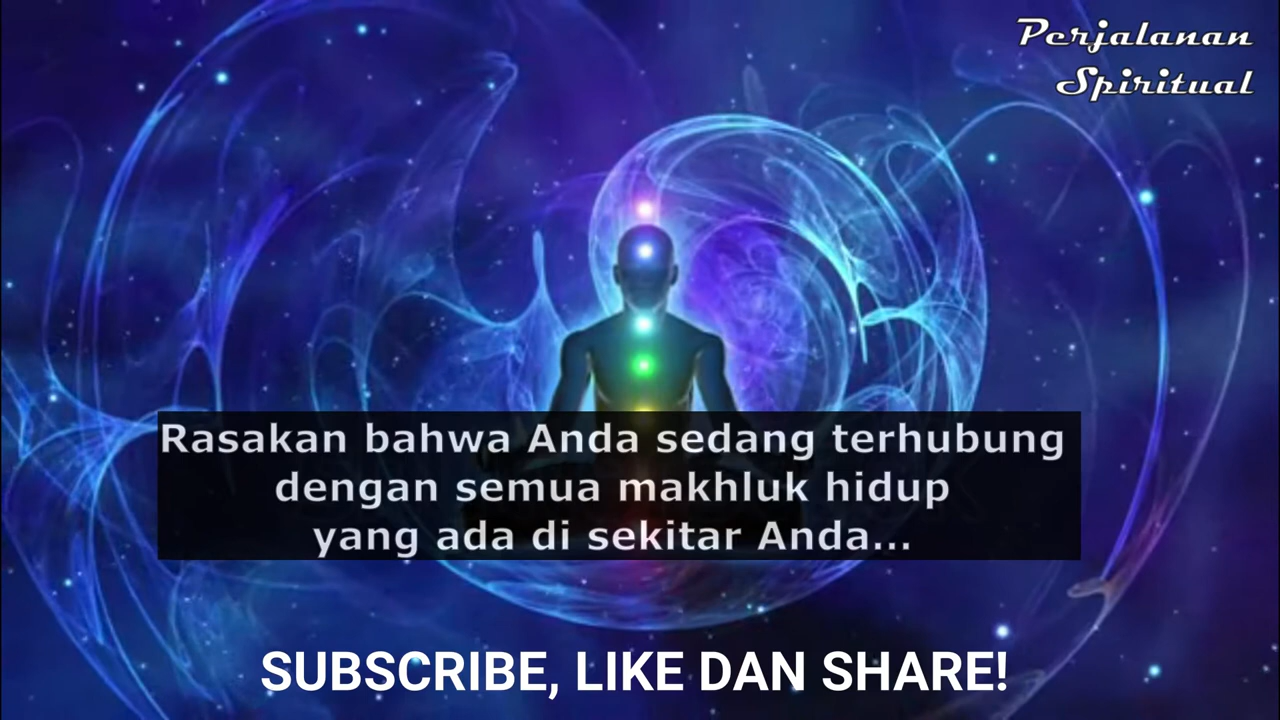 Perjalanan
Spiritual
Rasakan bahwa Anda sedang terhubung
dengan semua makhluk hidup
yang ada di sekitar Anda...
SUBSCRIBE, LIKE DAN SHARE!